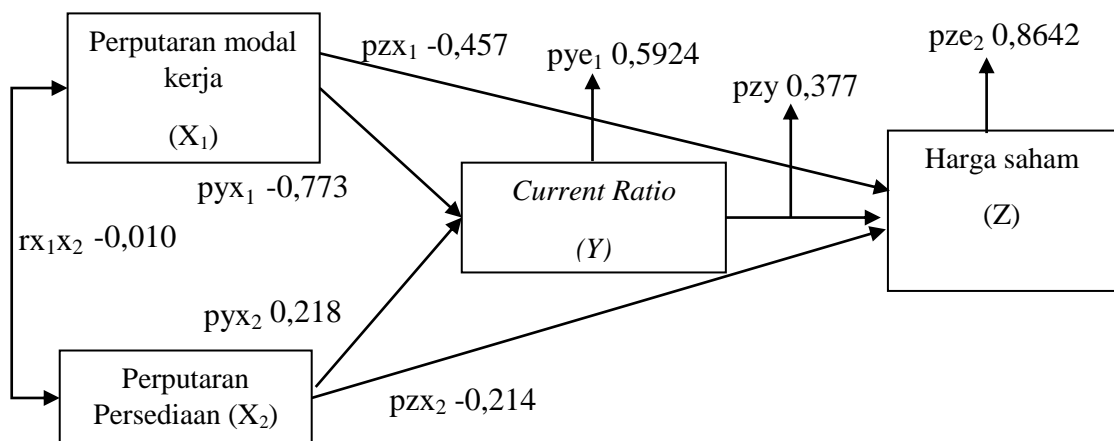 Perputaran modal
kerja
(X₁)
pzx₁ -0,457
pye₁ 0,5924
pzy 0,377
pze₂ 0,8642
Harga saham
(Z)
pyx₁ -0,773
Current Ratio
(Y)
rx₁x₂ -0,010
pyx₂ 0,218
Perputaran
Persediaan (X₂)
pzx₂ -0,214